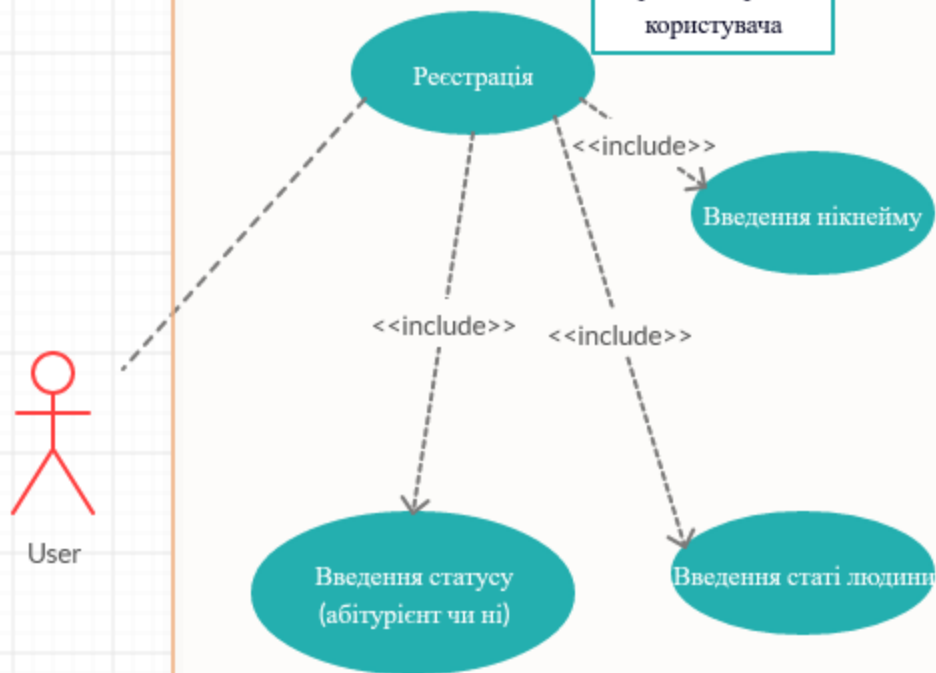 користувача
Реєстрація
<<include>>
Введення нікнейму
<<include>>
<<include>>
User
Введення статусу
(абітурієнт чи ні)
Введення статі людини